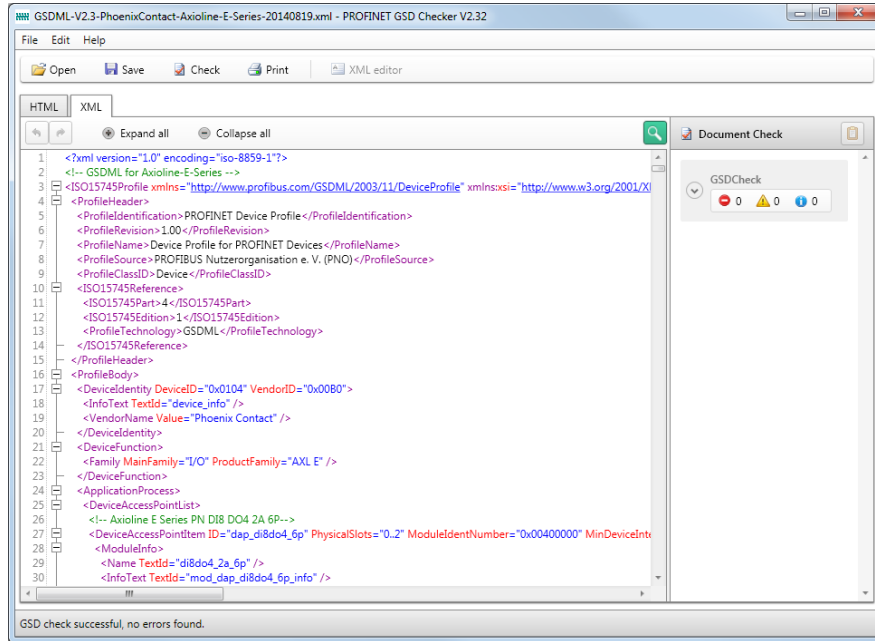 GSDML-V2.3-PhoenixContact-Axioline-E-Series-20140819.xml - PROFINET GSD Checker V2.32
File Edit Help
Open Save Check Print XML editor
HTML XML
Expand all Collapse all
Document Check
GSDCheck
0 0 0
1 <?xml version="1.0" encoding="iso-8859-1"?>
2 <!-- GSDML for Axioline-E-Series -->
3 <ISO15745Profile xmlns="http://www.profibus.com/GSDML/2003/11/DeviceProfile" xmlns:xsi="http://www.w3.org/2001/XI
4 <ProfileHeader>
5 <ProfileIdentification>PROFINET Device Profile</ProfileIdentification>
6 <ProfileRevision>1.00</ProfileRevision>
7 <ProfileName>Device Profile for PROFINET Devices</ProfileName>
8 <ProfileSource>PROFIBUS Nutzerorganisation e. V. (PNO)</ProfileSource>
9 <ProfileClassID>Device</ProfileClassID>
10 <ISO15745Reference>
11 <ISO15745Part>4</ISO15745Part>
12 <ISO15745Edition>1</ISO15745Edition>
13 <ProfileTechnology>GSDML</ProfileTechnology>
14 </ISO15745Reference>
15 </ProfileHeader>
16 <ProfileBody>
17 <DeviceIdentity DeviceID="0x0104" VendorID="0x00B0">
18 <InfoText TextId="device_info" />
19 <VendorName Value="Phoenix Contact" />
20 </DeviceIdentity>
21 <DeviceFunction>
22 <Family MainFamily="I/O" ProductFamily="AXL E" />
23 </DeviceFunction>
24 <ApplicationProcess>
25 <DeviceAccessPointList>
26 <!-- Axioline E Series PN DI8 DO4 2A 6P-->
27 <DeviceAccessPointItem ID="dap_di8do4_6p" PhysicalSlots="0..2" ModuleIdentNumber="0x00400000" MinDeviceInte
28 <ModuleInfo>
29 <Name TextId="di8do4_2a_6p" />
30 <InfoText TextId="mod_dap_di8do4_6p_info" />
GSD check successful, no errors found.